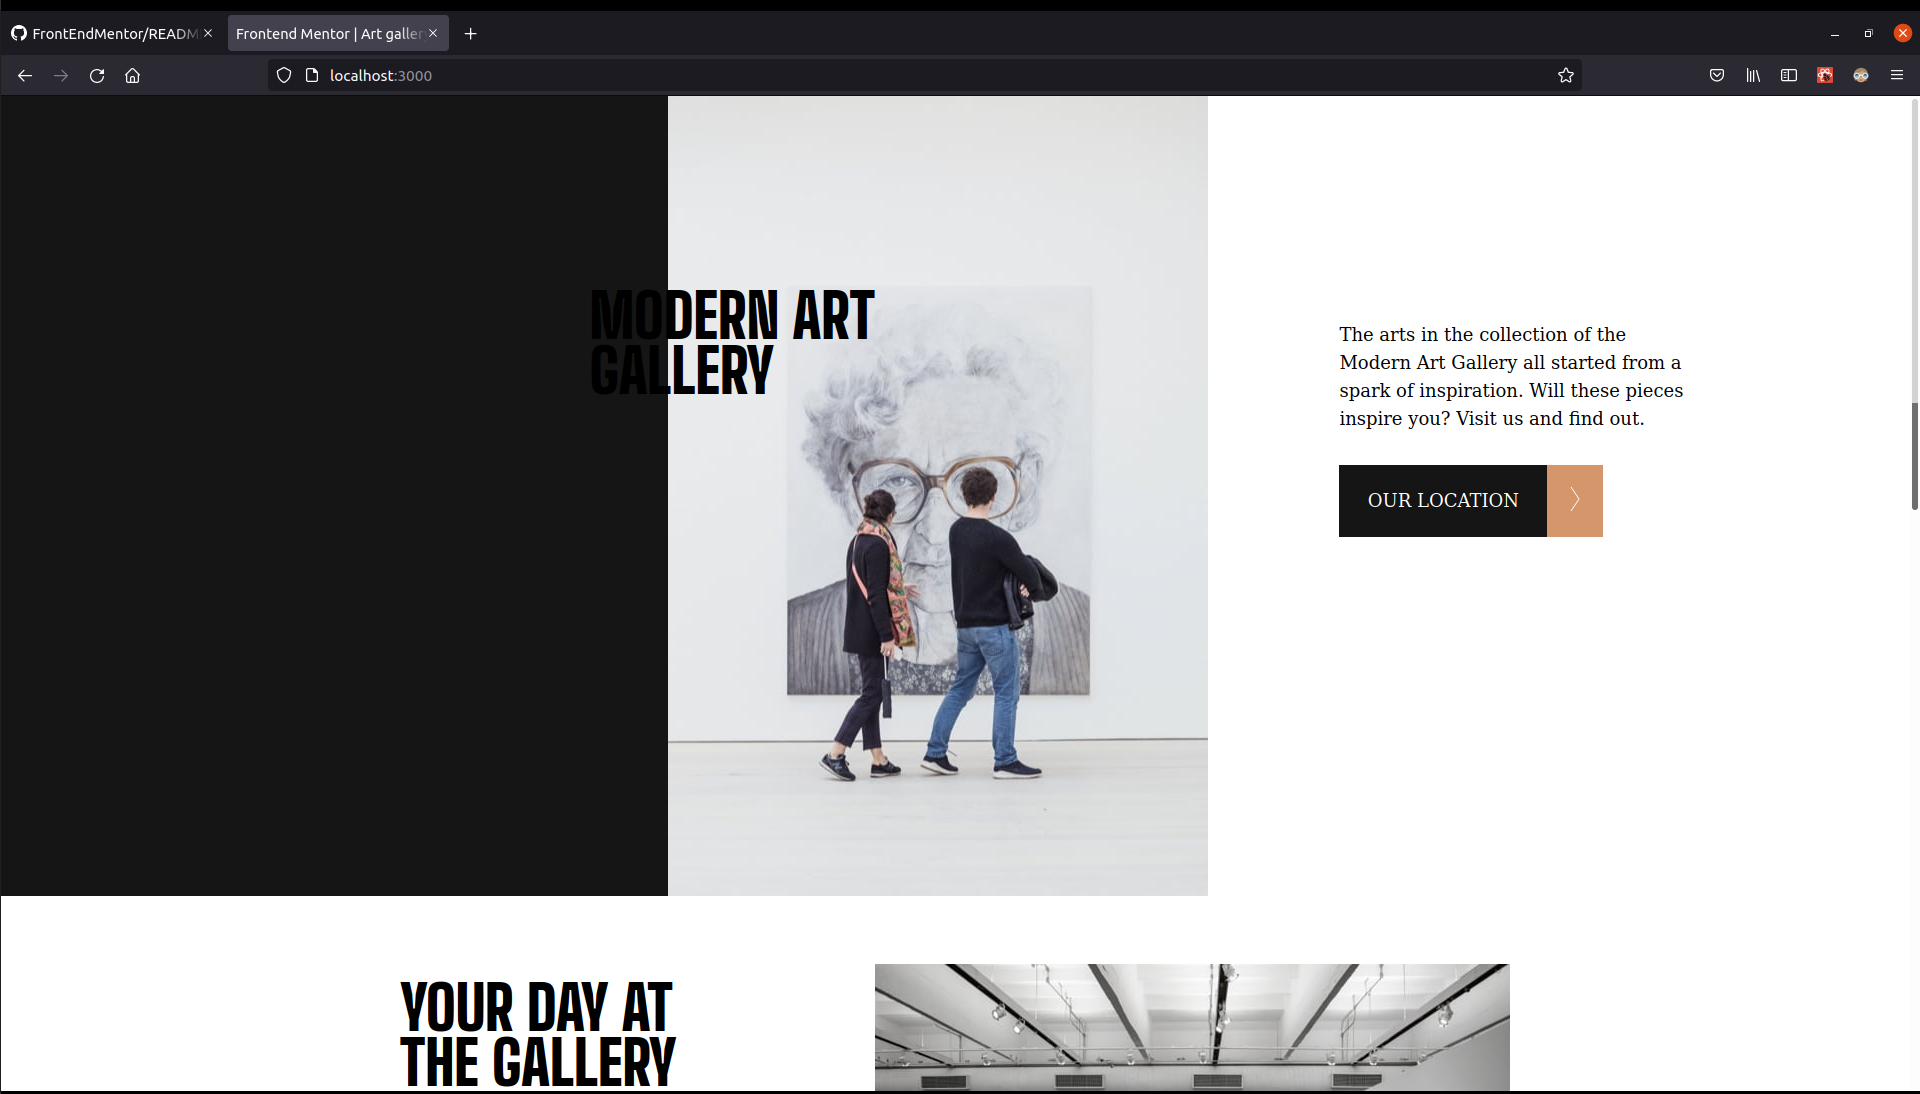 FrontEndMentor/READM
Frontend Mentor | Art galler
localhost:3000
MODERN ART
GALLERY
The arts in the collection of the
Modern Art Gallery all started from a
spark of inspiration. Will these pieces
inspire you? Visit us and find out.
OUR LOCATION
YOUR DAY AT
THE GALLERY